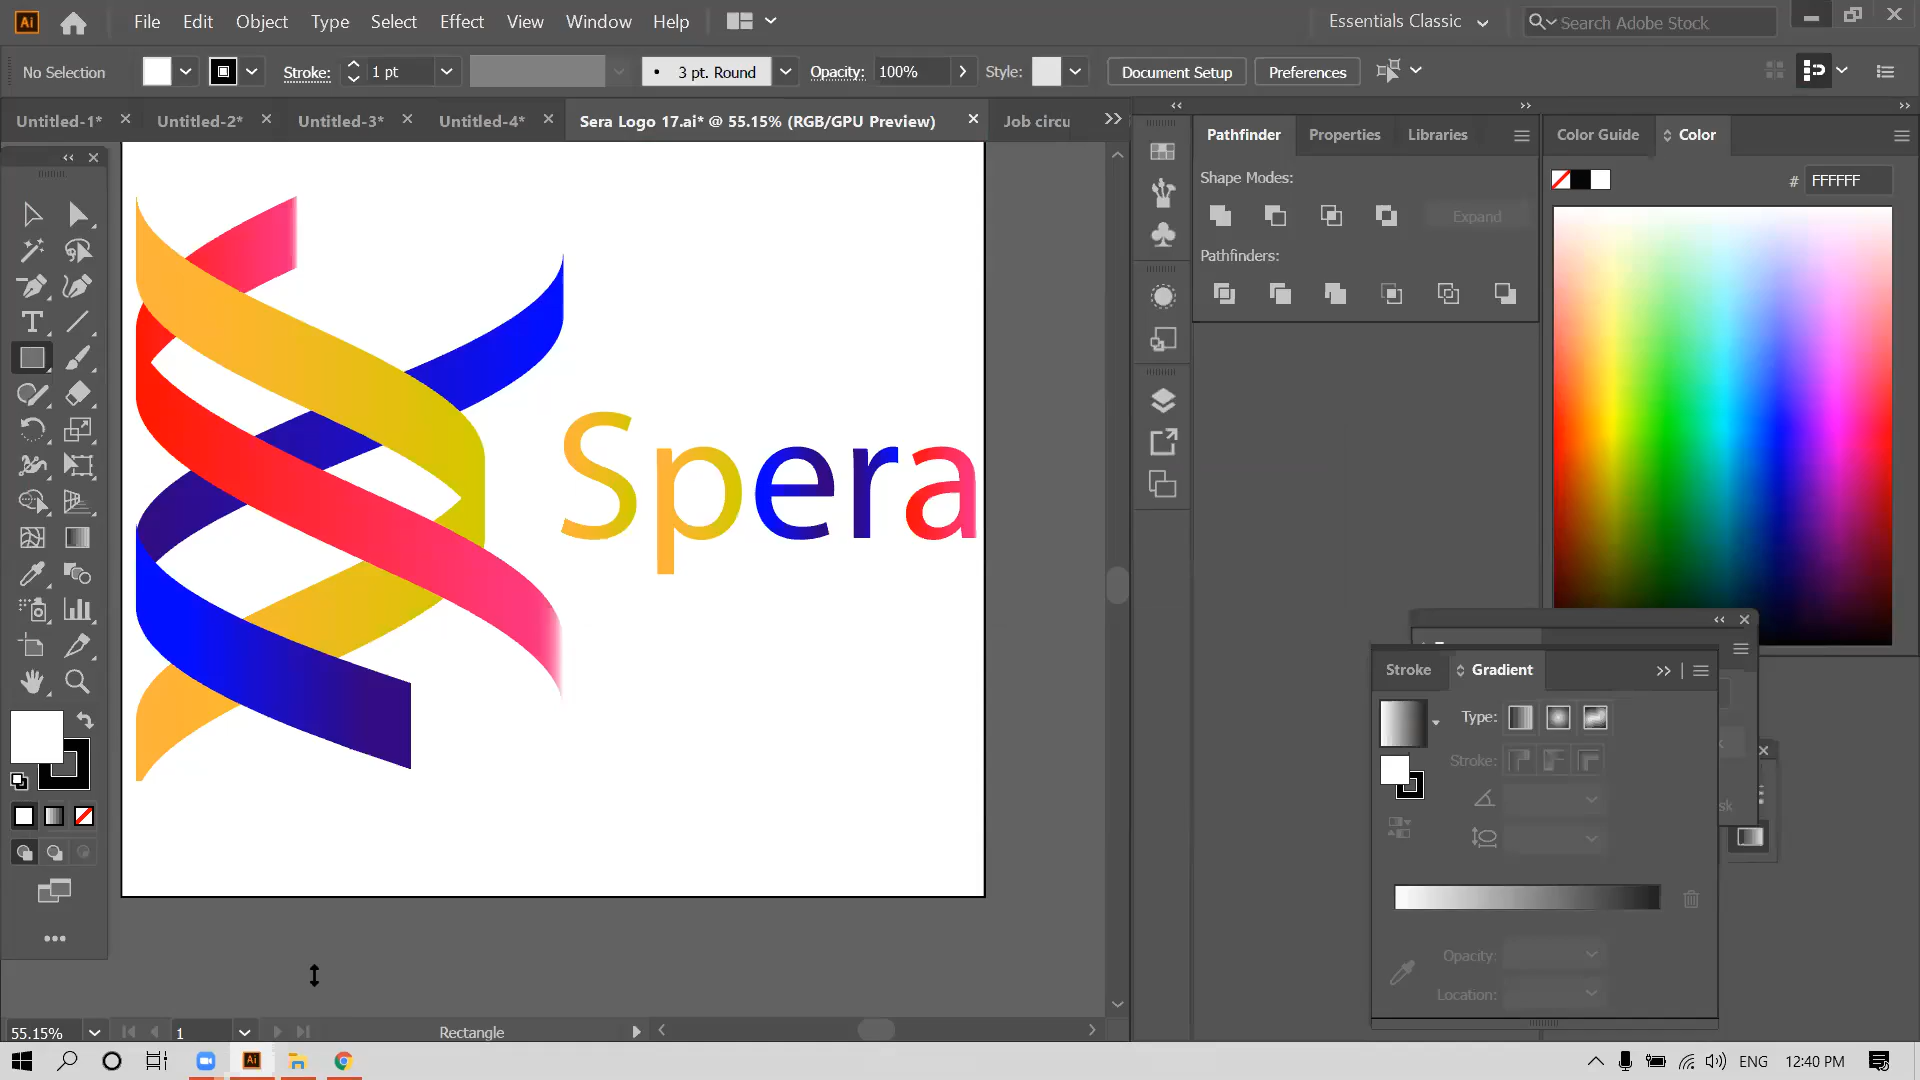 Ai File Edit Object Type Select Effect View Window Help Essentials Classic Search Adobe Stock
No Selection Stroke: 1 pt 3 pt. Round Opacity: 100% Style: Document Setup Preferences
Untitled-1* Untitled-2* Untitled-3* Untitled-4* Sera Logo 17.ai* @ 55.15% (RGB/GPU Preview) Job circu
Pathfinder Properties Libraries
Color Guide Color
Shape Modes:
# FFFFFF
Expand
Pathfinders:
Spera
Stroke Gradient
Type:
Stroke:
sk
Opacity:
Location:
55.15% 1 Rectangle
Ai ENG 12:40 PM